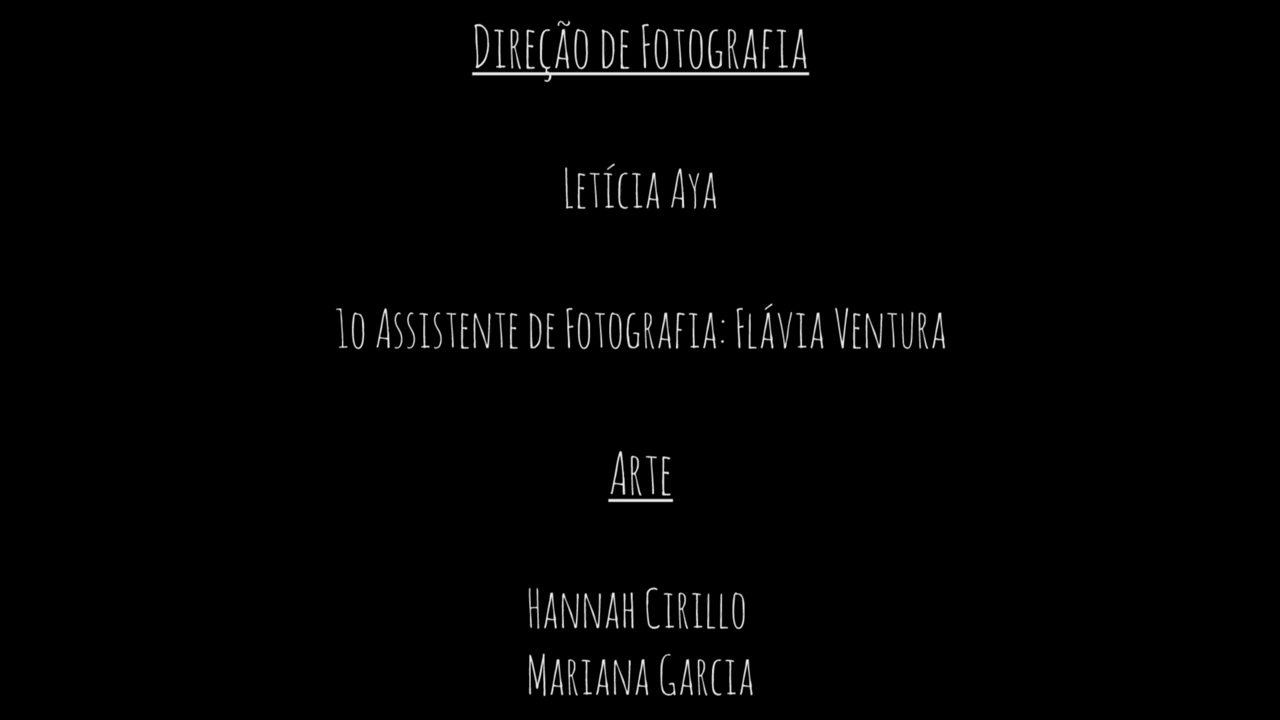 Direção de Fotografia
Letícia Aya
1o Assistente de Fotografia: Flávia Ventura
Arte
Hannah Cirillo
Mariana Garcia